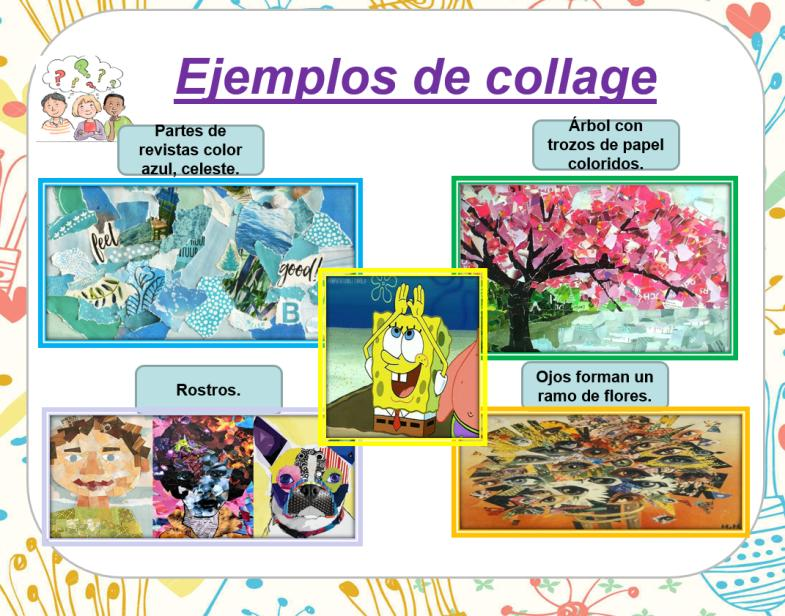 Ejemplos de collage
Partes de
revistas color
azul, celeste.
Árbol con
trozos de papel
coloridos.
feel
good!
B
Rostros.
Ojos forman un
ramo de flores.